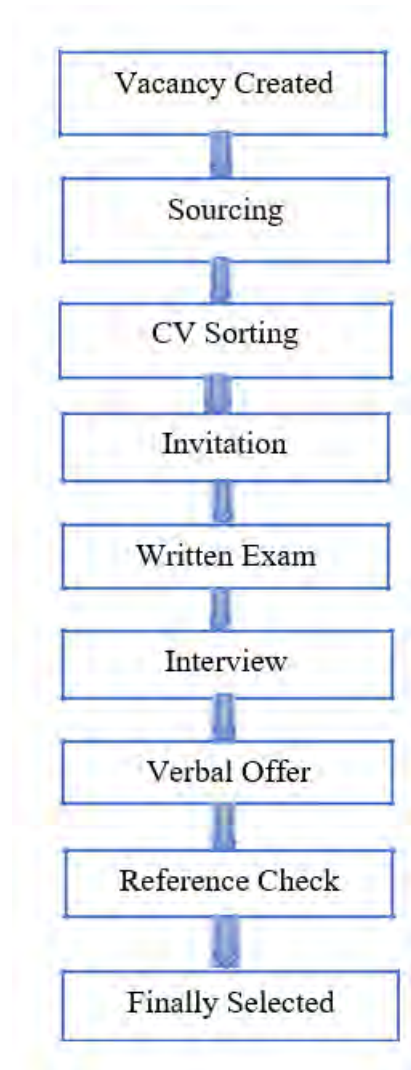 Vacancy Created
Sourcing
CV Sorting
Invitation
Written Exam
Interview
Verbal Offer
Reference Check
Finally Selected